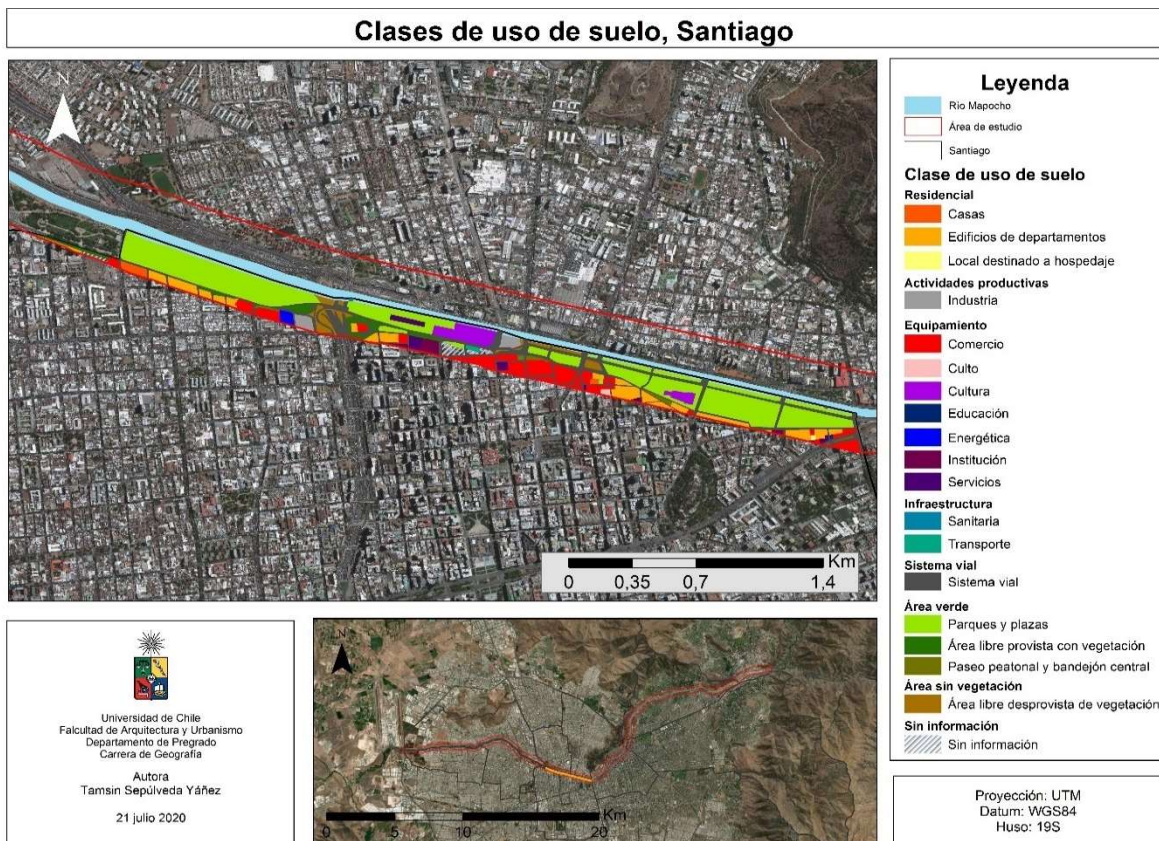 Clases de uso de suelo, Santiago
N
Km
0 0,35 0,7 1,4
Leyenda
Río Mapocho
Área de estudio
Santiago
Clase de uso de suelo
Residencial
Casas
Edificios de departamentos
Local destinado a hospedaje
Actividades productivas
Industria
Equipamiento
Comercio
Culto
Cultura
Educación
Energética
Institución
Servicios
Infraestructura
Sanitaria
Transporte
Sistema vial
Sistema vial
Área verde
Parques y plazas
Área libre provista con vegetación
Paseo peatonal y bandejón central
Área sin vegetación
Área libre desprovista de vegetación
Sin información
Sin información
Universidad de Chile
Falcultad de Arquitectura y Urbanismo
Departamento de Pregrado
Carrera de Geografía
Autora
Tamsin Sepúlveda Yáñez
21 julio 2020
N
Km
0 5 10 20
Proyección: UTM
Datum: WGS84
Huso: 19S